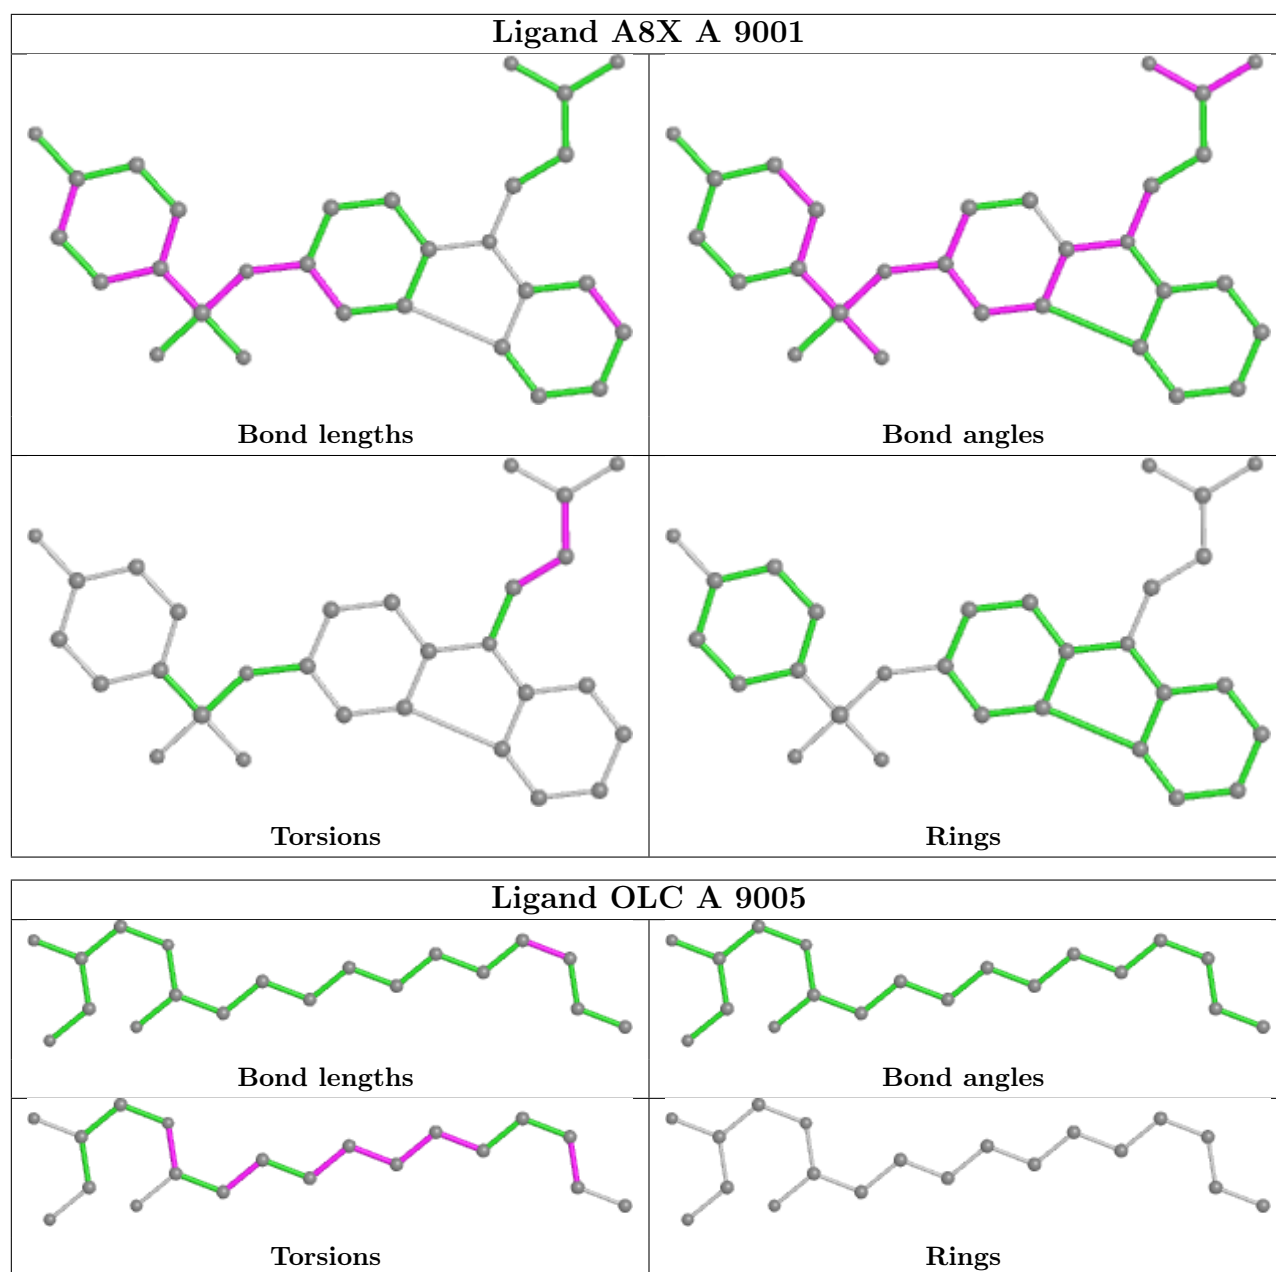 Ligand A8X A 9001
Bond lengths
Bond angles
Torsions
Rings
Ligand OLC A 9005
Bond lengths
Bond angles
Torsions
Rings